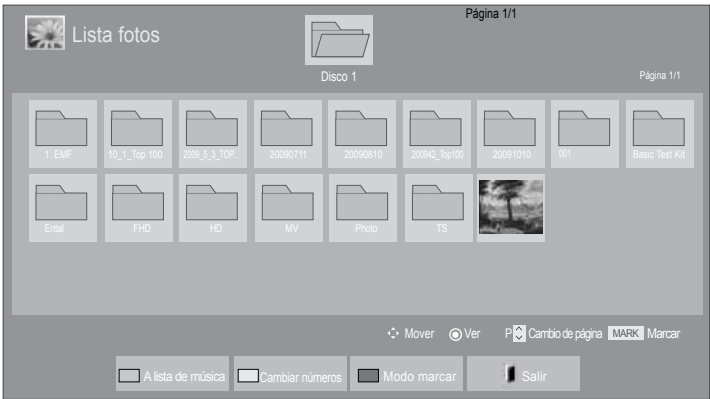 Página 1/1
Lista fotos
Disco 1
Página 1/1
1. EMF
10_1_Top 100
2009_5_3_TOP...
20090711
20090810
200942_Top100
20091010
001
Basic Test Kit
Ental
FHD
HD
MV
Photo
TS
Mover
Ver
P Cambio de página
MARK Marcar
A lista de música
Cambiar números
Modo marcar
Salir